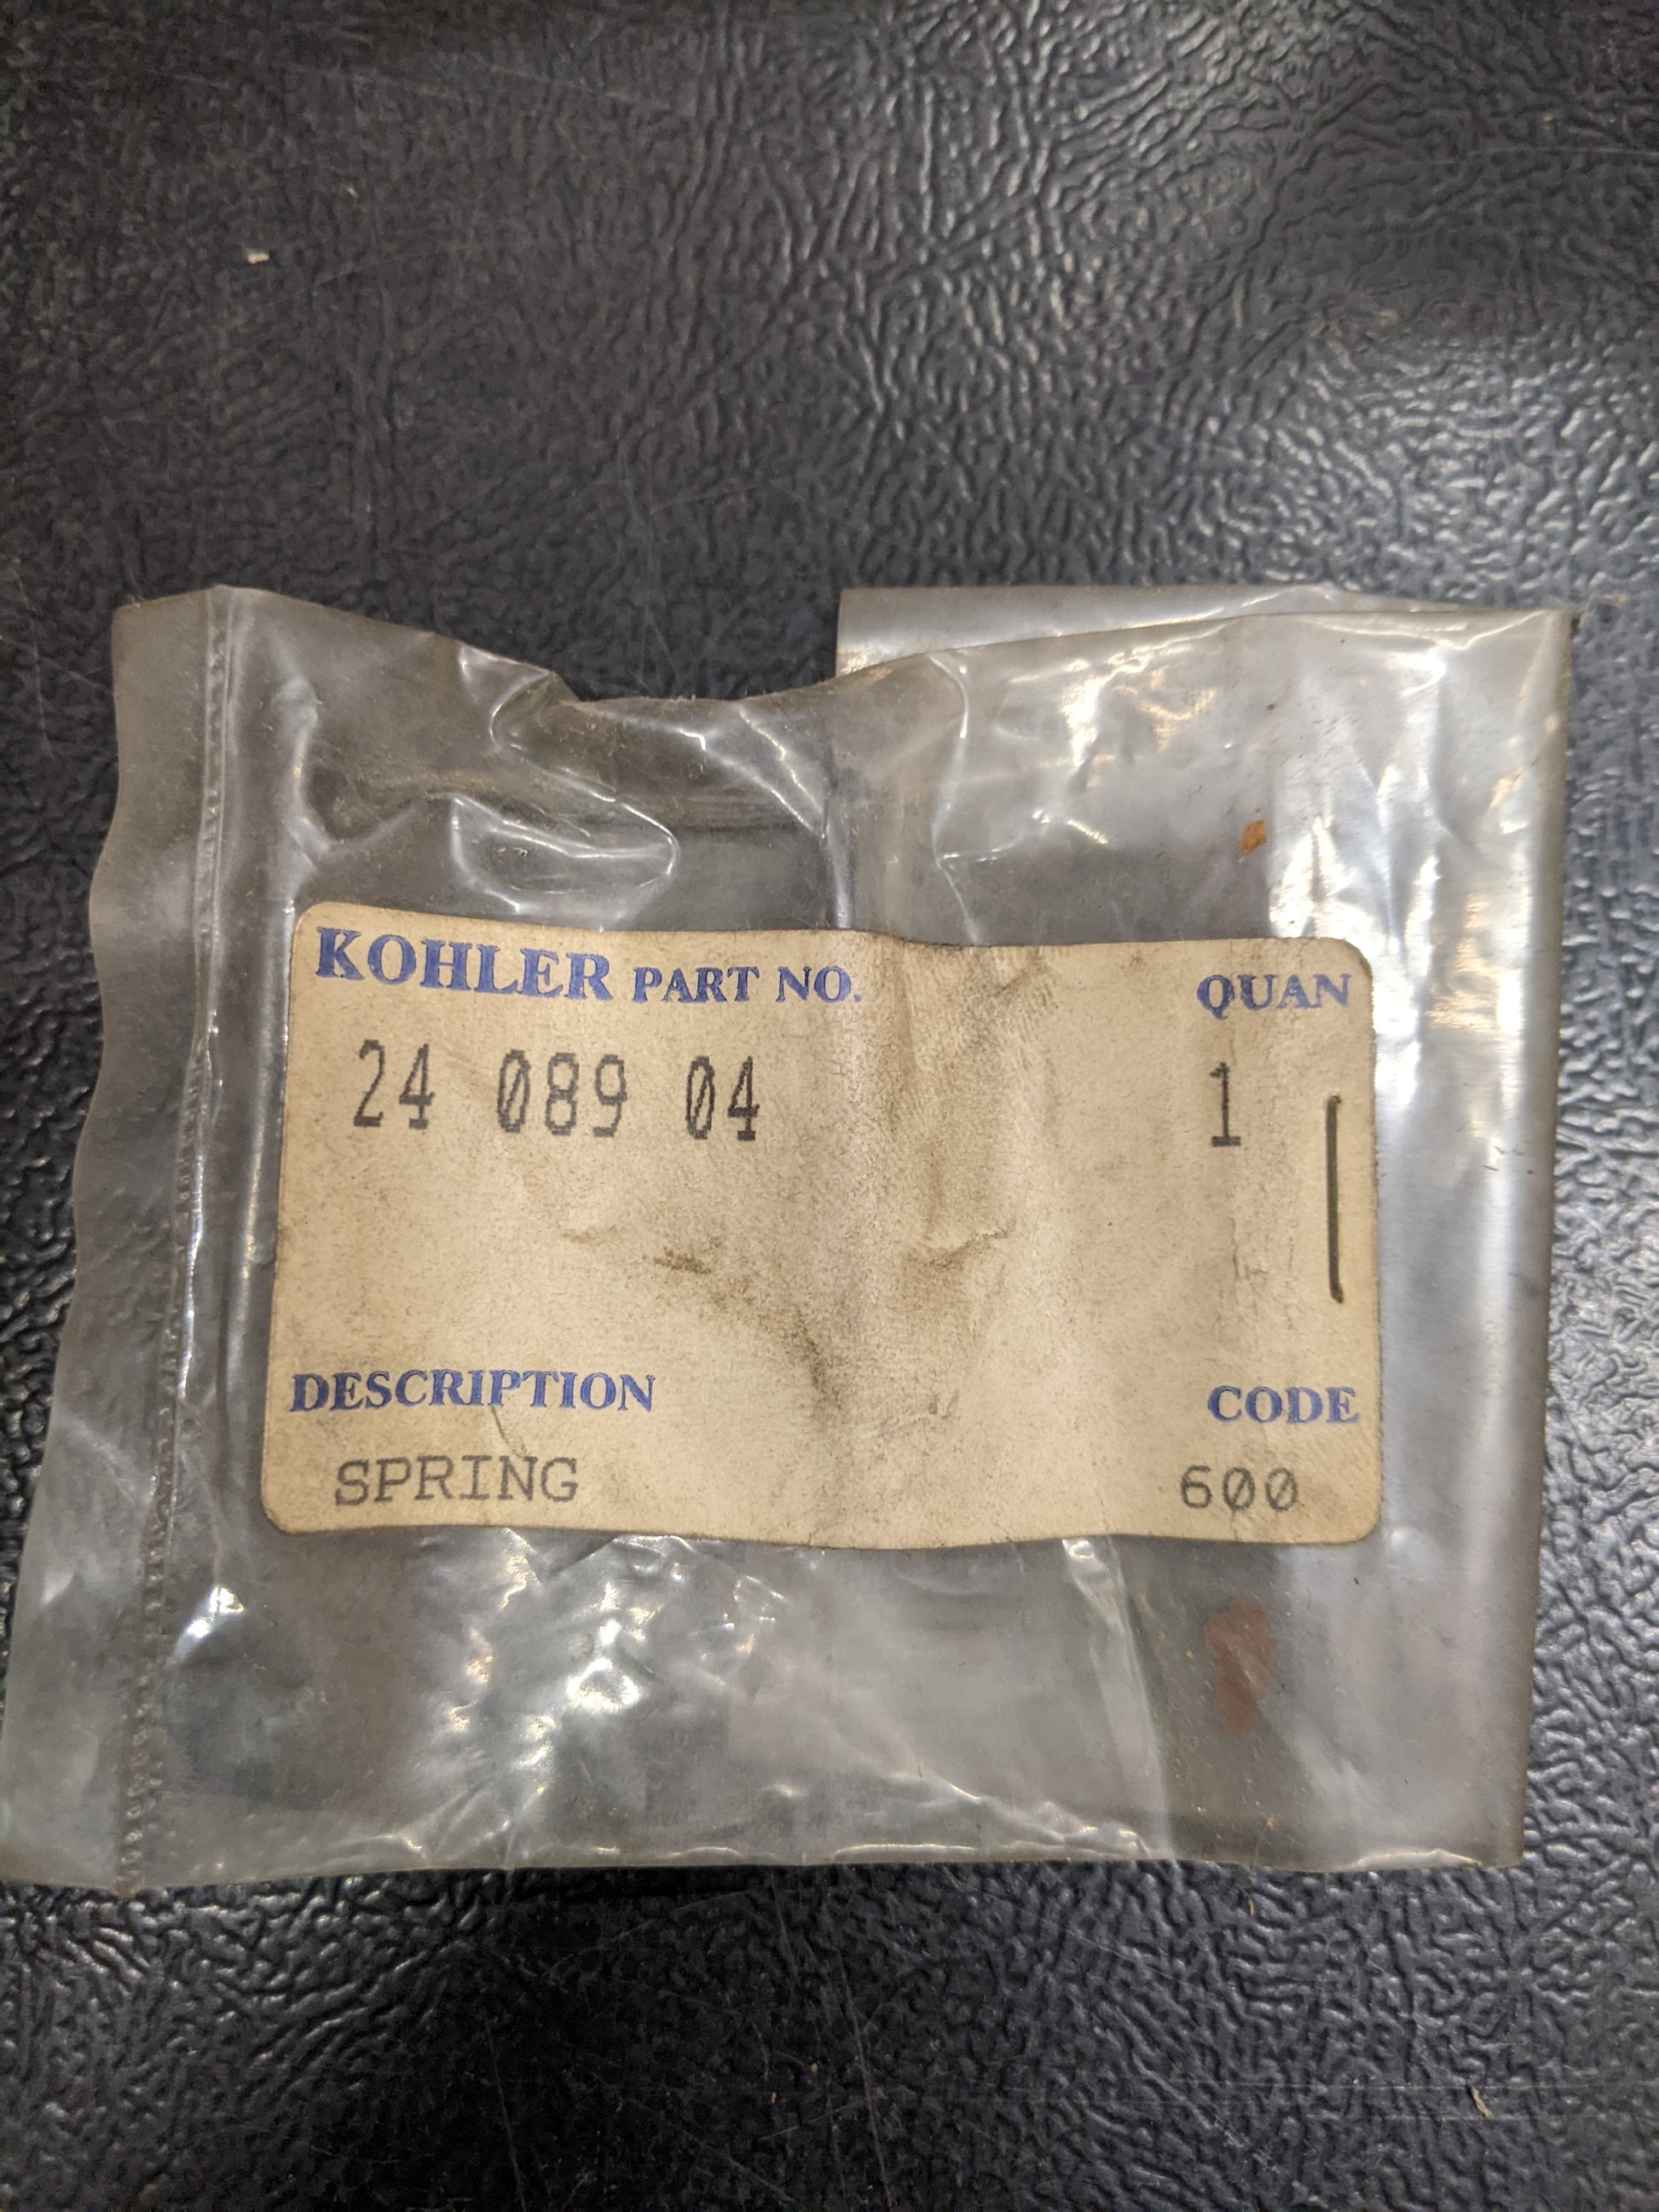 KOHLER PART NO. QUAN
24 089 04 1
DESCRIPTION CODE
SPRING 600